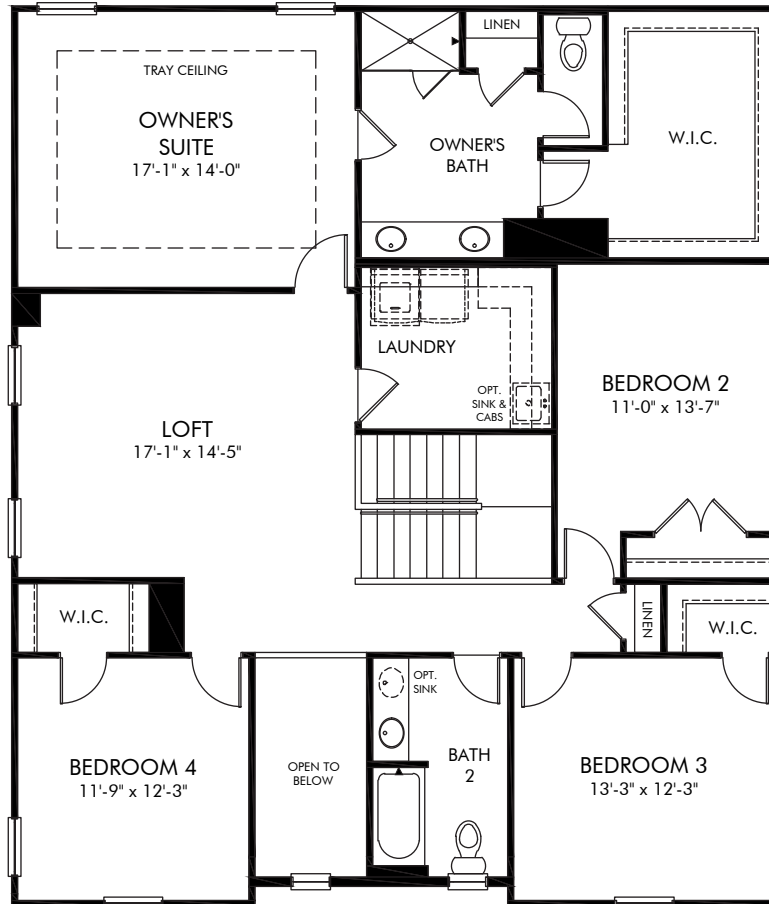 TRAY CEILING
OWNER'S
SUITE
17'-1" x 14'-0"
LINEN
OWNER'S
BATH
W.I.C.
LAUNDRY
OPT.
SINK &
CABS
BEDROOM 2
11'-0" x 13'-7"
LOFT
17'-1" x 14'-5"
W.I.C.
LINEN
W.I.C.
OPT.
SINK
BEDROOM 4
11'-9" x 12'-3"
OPEN TO
BELOW
BATH
2
BEDROOM 3
13'-3" x 12'-3"